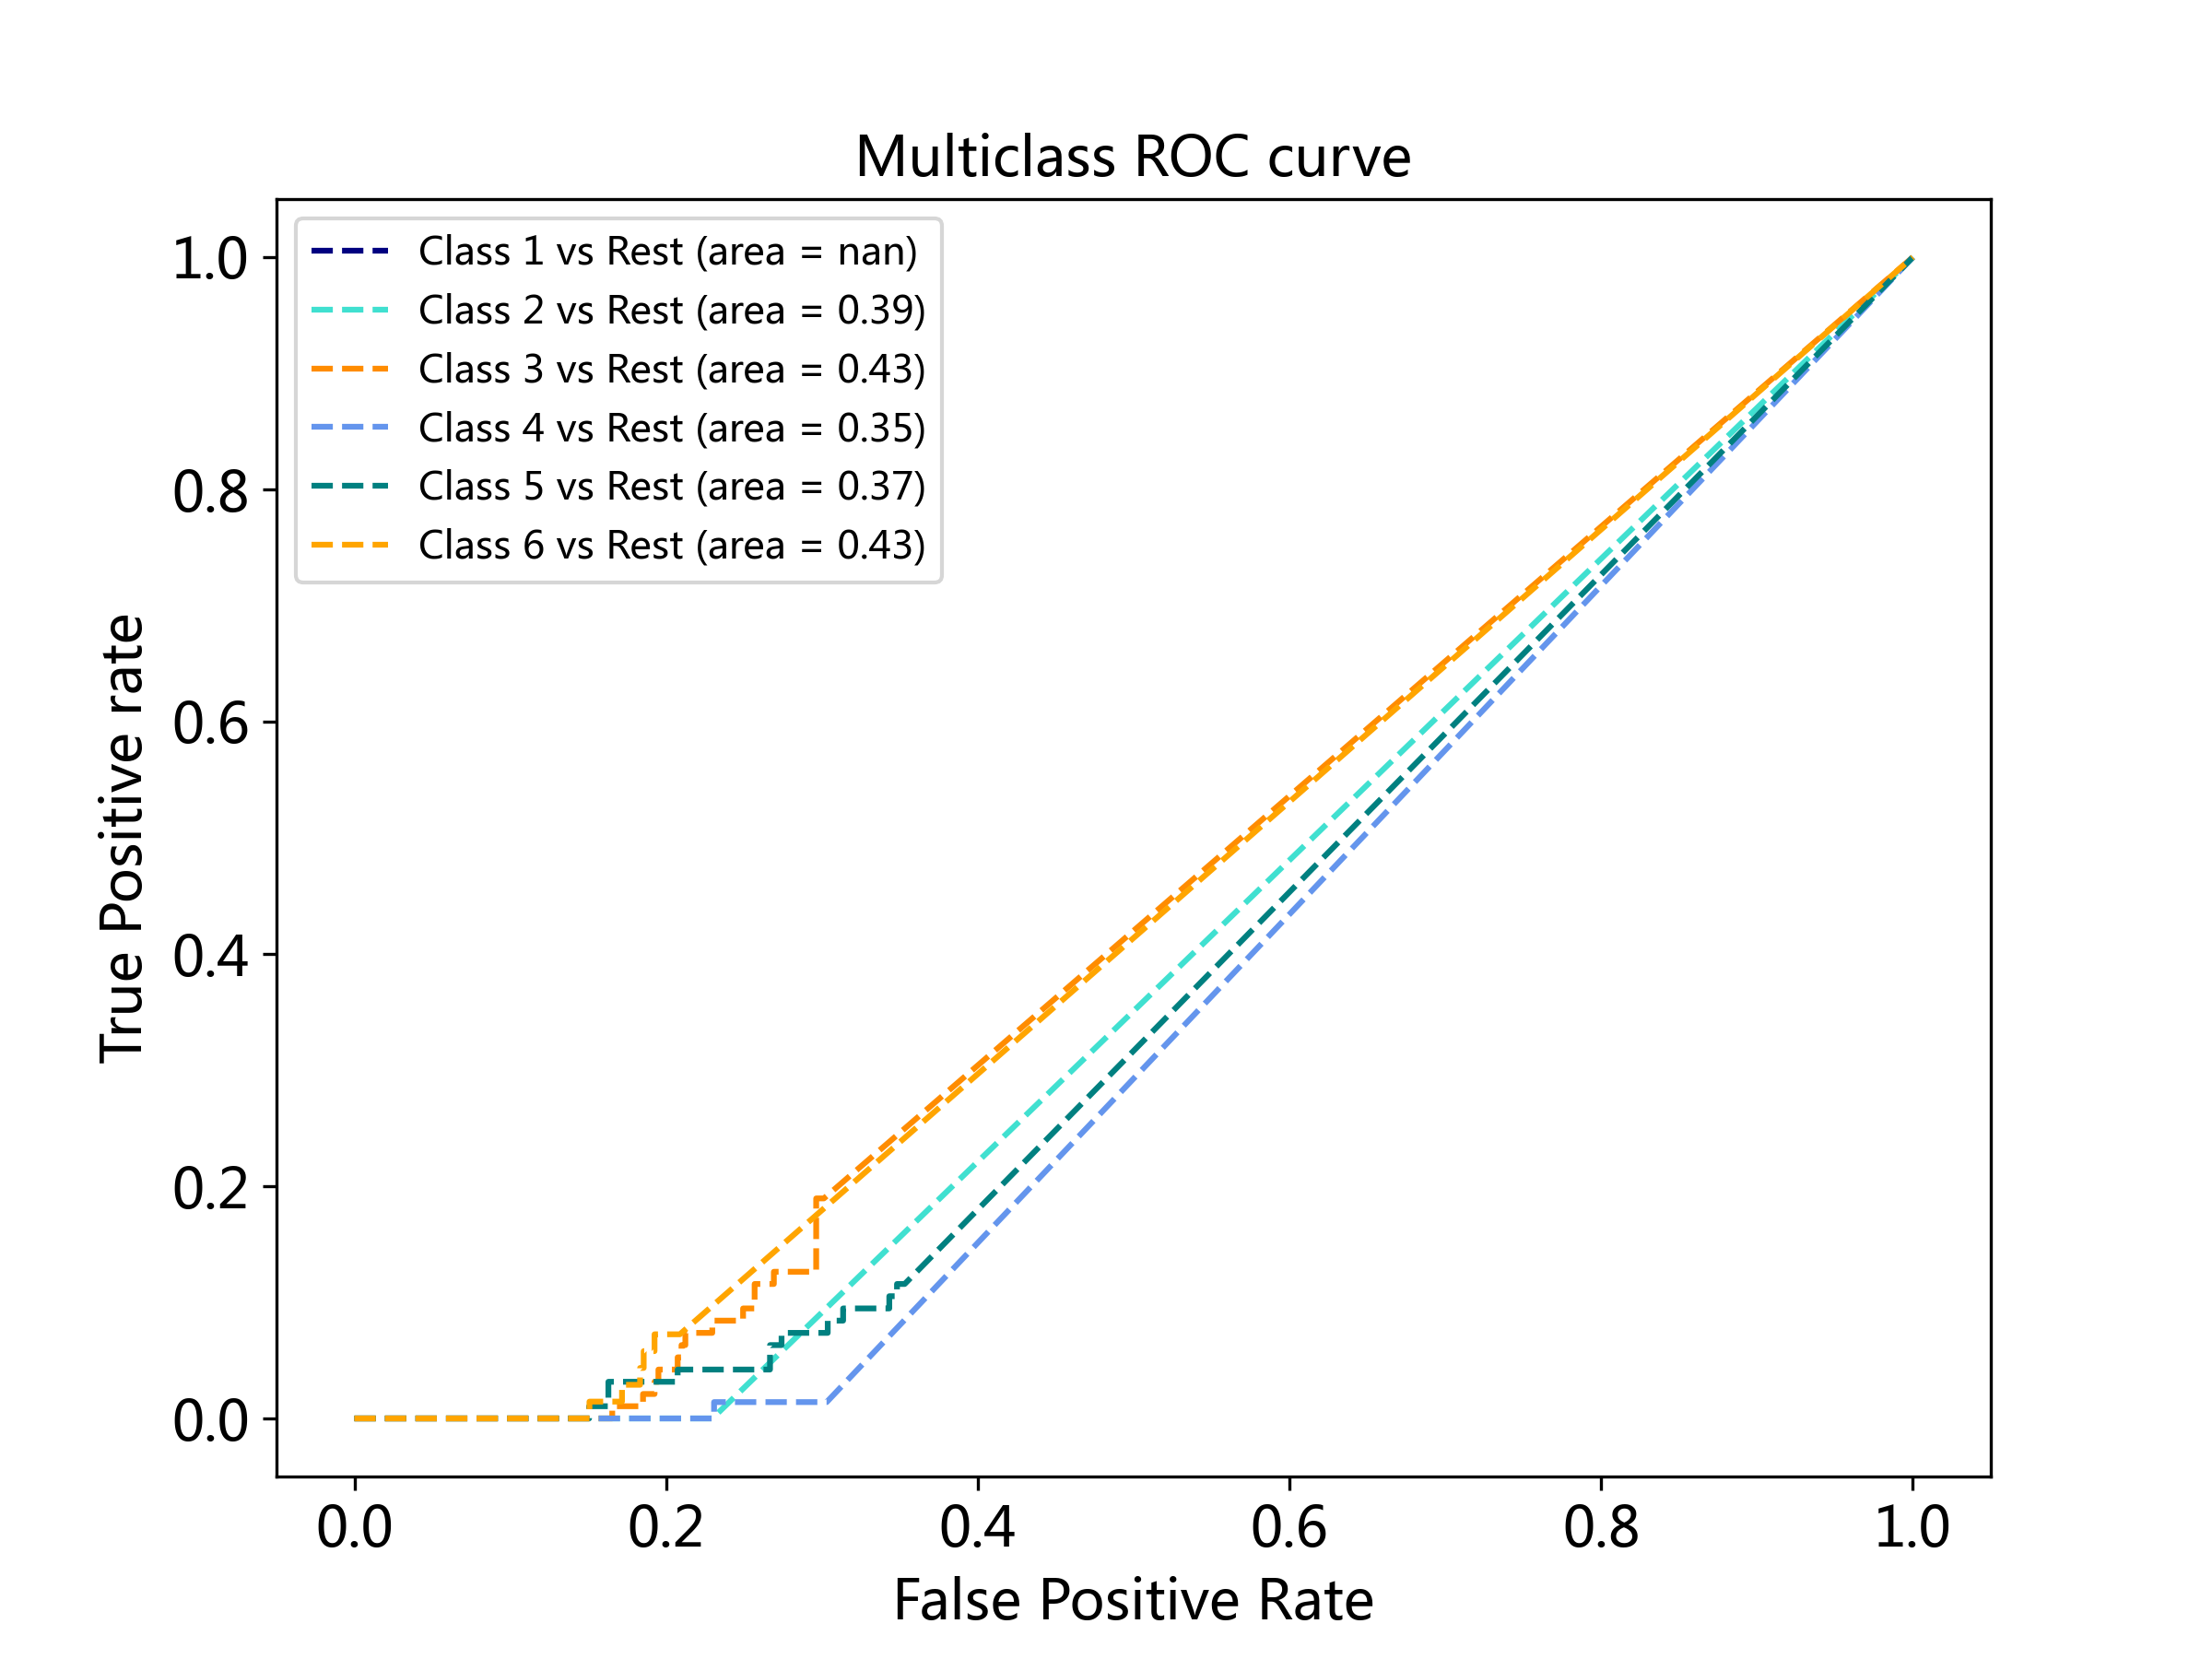 Multiclass ROC curve
Class 1 vs Rest (area = nan)
Class 2 vs Rest (area = 0.39)
Class 3 vs Rest (area = 0.43)
Class 4 vs Rest (area = 0.35)
Class 5 vs Rest (area = 0.37)
Class 6 vs Rest (area = 0.43)
True Positive rate
1.0
0.8
0.6
0.4
0.2
0.0
0.0 0.2 0.4 0.6 0.8 1.0
False Positive Rate